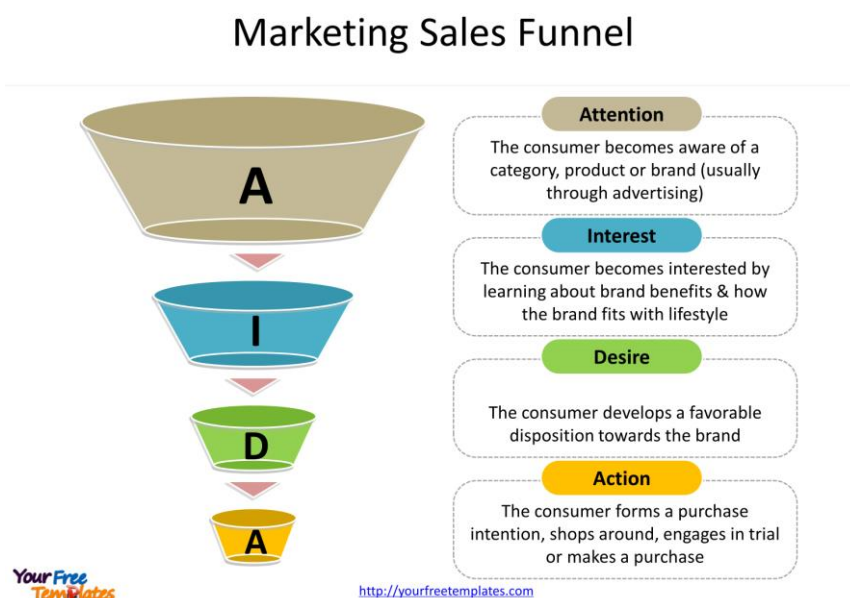 Marketing Sales Funnel
A
Attention
The consumer becomes aware of a
category, product or brand (usually
through advertising)
I
Interest
The consumer becomes interested by
learning about brand benefits & how
the brand fits with lifestyle
D
Desire
The consumer develops a favorable
disposition towards the brand
A
Action
The consumer forms a purchase
intention, shops around, engages in trial
or makes a purchase
Your Free
Templates
http://yourfreetemplates.com